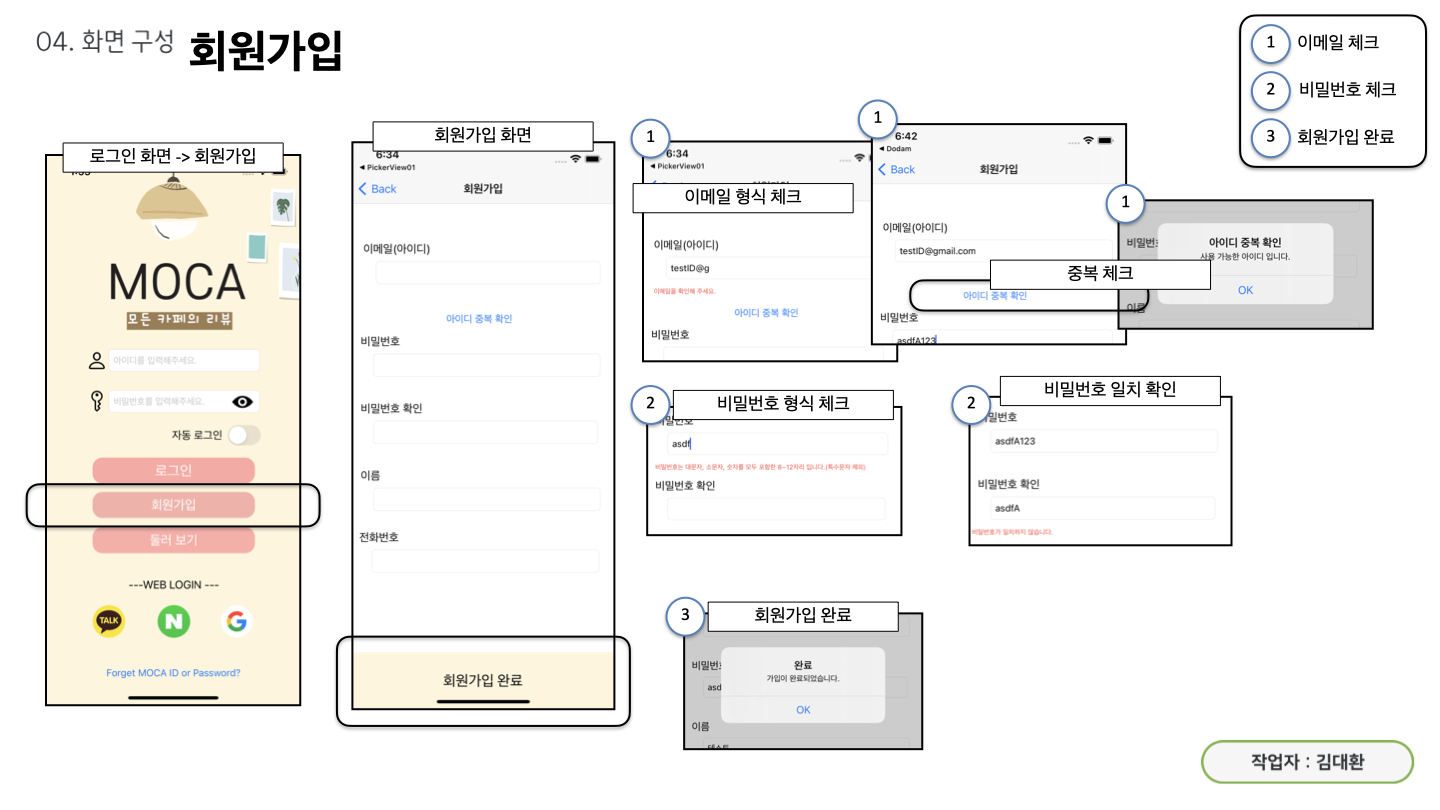 04. 화면 구성 회원가입
1 이메일 체크
2 비밀번호 체크
3 회원가입 완료
로그인 화면 -> 회원가입
MOCA
모든 카페의 리뷰
아이디를 입력해주세요.
비밀번호를 입력해주세요.
자동 로그인
로그인
회원가입
둘러 보기
---WEB LOGIN ---
TALK
N
G
Forget MOCA ID or Password?
회원가입 화면
6:34
◀ PickerView01
Back
회원가입
이메일(아이디)
아이디 중복 확인
비밀번호
비밀번호 확인
이름
전화번호
회원가입 완료
1
6:34
◀ PickerView01
이메일 형식 체크
이메일(아이디)
testID@g
이메일을 확인해 주세요.
아이디 중복 확인
비밀번호
1
6:42
◀ Dodam
Back
회원가입
이메일(아이디)
testID@gmail.com
중복 체크
아이디 중복 확인
비밀번호
asdfA123
1
비밀번
아이디 중복 확인
사용 가능한 아이디 입니다.
OK
이름
2
비밀번호 형식 체크
비밀번호
asdf
비밀번호는 대문자, 소문자, 숫자를 모두 포함한 6~12자리 입니다.(특수문자 제외)
비밀번호 확인
2
비밀번호 일치 확인
비밀번호
asdfA123
비밀번호 확인
asdfA
비밀번호가 일치하지 않습니다.
3
회원가입 완료
비밀번
asd
완료
가입이 완료되었습니다.
OK
이름
테스트
작업자 : 김대환